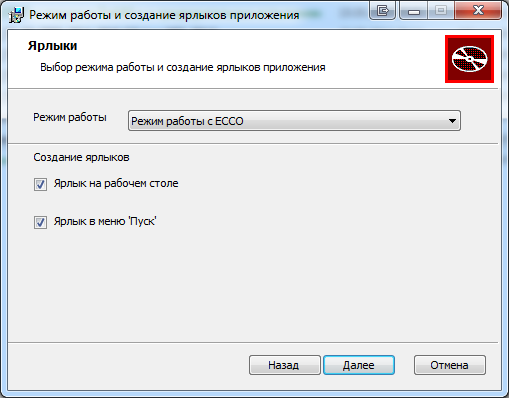 Режим работы и создание ярлыков приложения
Ярлыки
Выбор режима работы и создание ярлыков приложения
Режим работы
Режим работы с ЕССО
Создание ярлыков
Ярлык на рабочем столе
Ярлык в меню 'Пуск'
Назад
Далее
Отмена